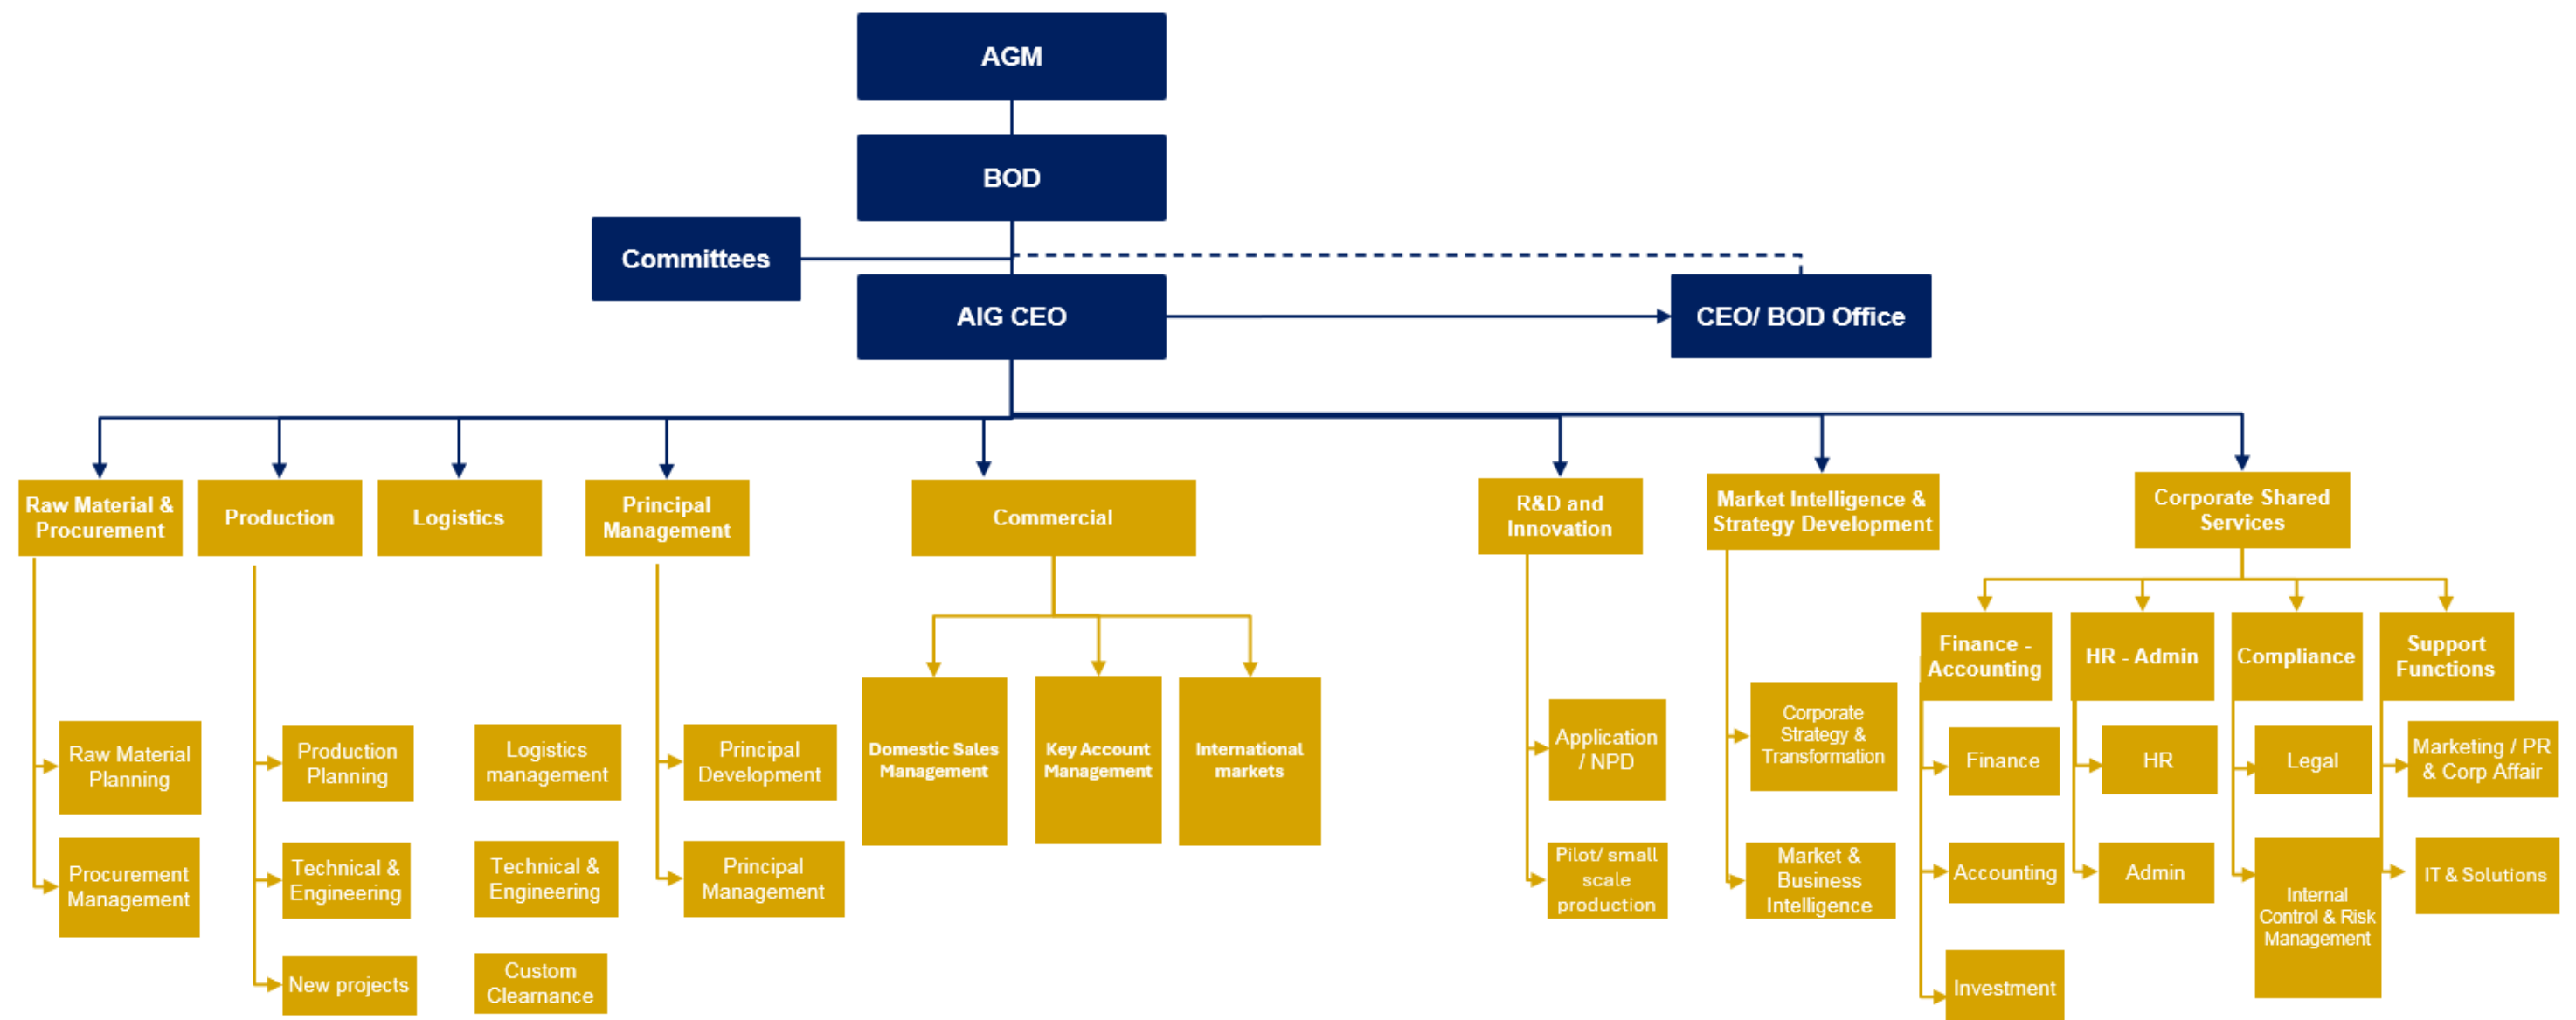 AGM
BOD
Committees
AIG CEO
CEO/ BOD Office
Raw Material &
Procurement
Production
Logistics
Principal
Management
Commercial
R&D and
Innovation
Market Intelligence &
Strategy Development
Corporate Shared
Services
Finance -
Accounting
HR - Admin
Compliance
Support
Functions
Raw Material
Planning
Procurement
Management
Production
Planning
Technical &
Engineering
New projects
Logistics
management
Technical &
Engineering
Custom
Clearnance
Principal
Development
Principal
Management
Domestic Sales
Management
Key Account
Management
International
markets
Application
/ NPD
Pilot/ small
scale
production
Corporate
Strategy &
Transformation
Market &
Business
Intelligence
Finance
Accounting
Investment
HR
Admin
Legal
Internal
Control & Risk
Management
Marketing / PR
& Corp Affair
IT & Solutions